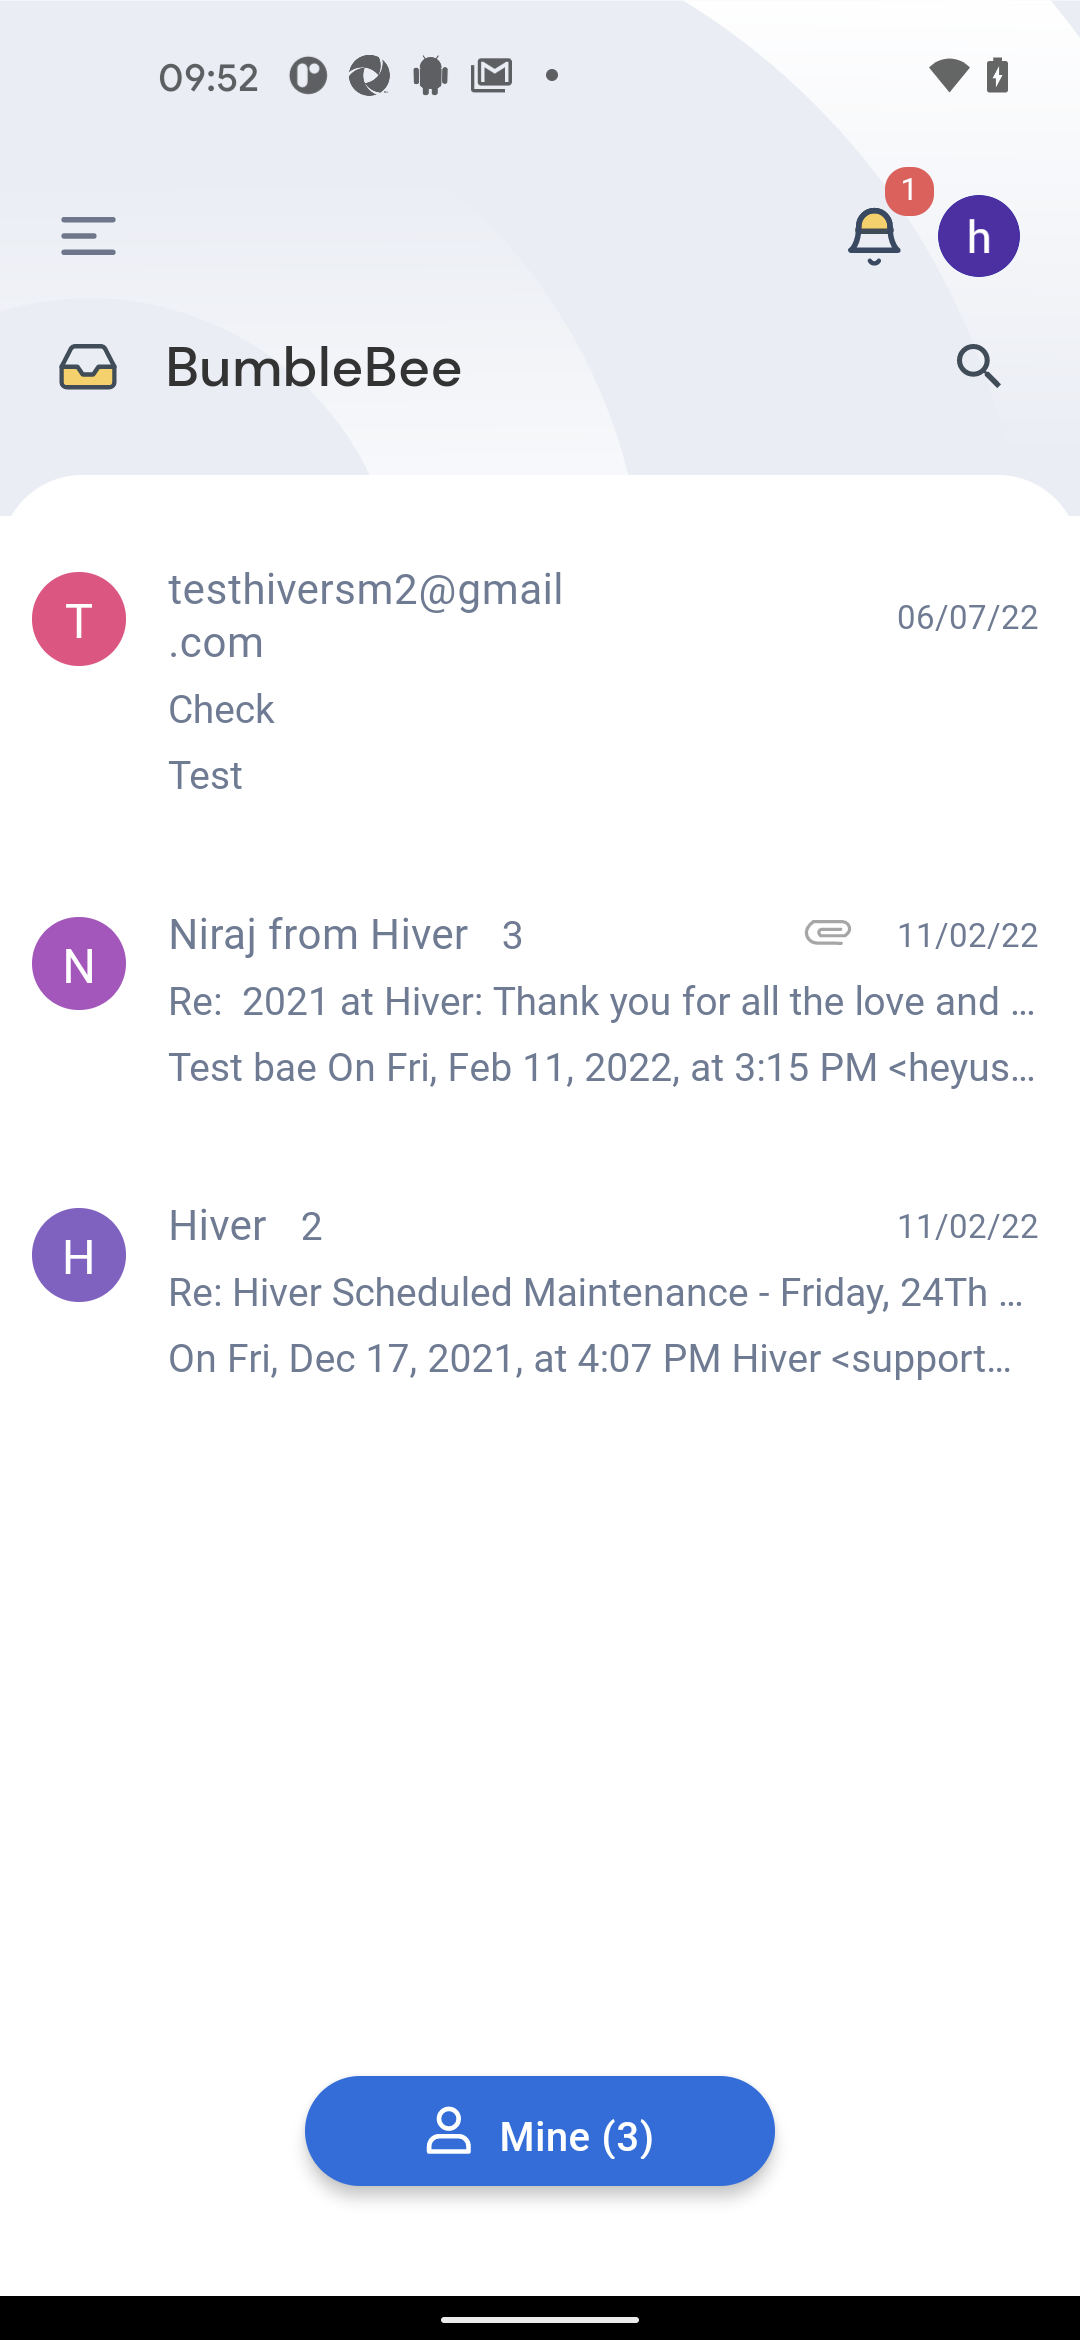 09:52
1
h
BumbleBee
T
testhiversm2@gmail
.com
06/07/22
Check
Test
N
Niraj from Hiver 3
11/02/22
Re:  2021 at Hiver: Thank you for all the love and …
Test bae On Fri, Feb 11, 2022, at 3:15 PM <heyus…
H
Hiver 2
11/02/22
Re: Hiver Scheduled Maintenance - Friday, 24Th …
On Fri, Dec 17, 2021, at 4:07 PM Hiver <support…
Mine (3)